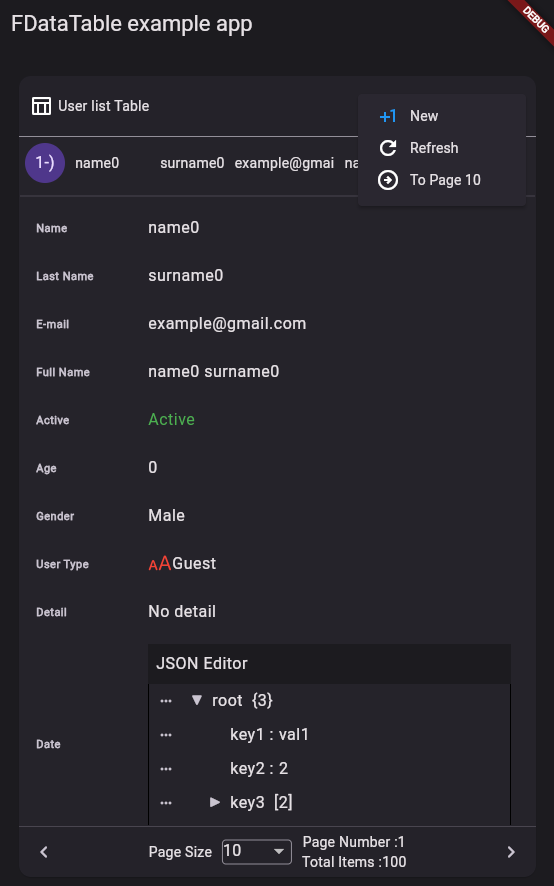 FDataTable example app
DEBUG
User list Table
+1 New
Refresh
To Page 10
1-) name0 surname0 example@gmai na
Name name0
Last Name surname0
E-mail example@gmail.com
Full Name name0 surname0
Active Active
Age 0
Gender Male
User Type AAGuest
Detail No detail
JSON Editor
root {3}
key1 : val1
Date
key2 : 2
key3 [2]
Page Size 10
Page Number :1
Total Items :100